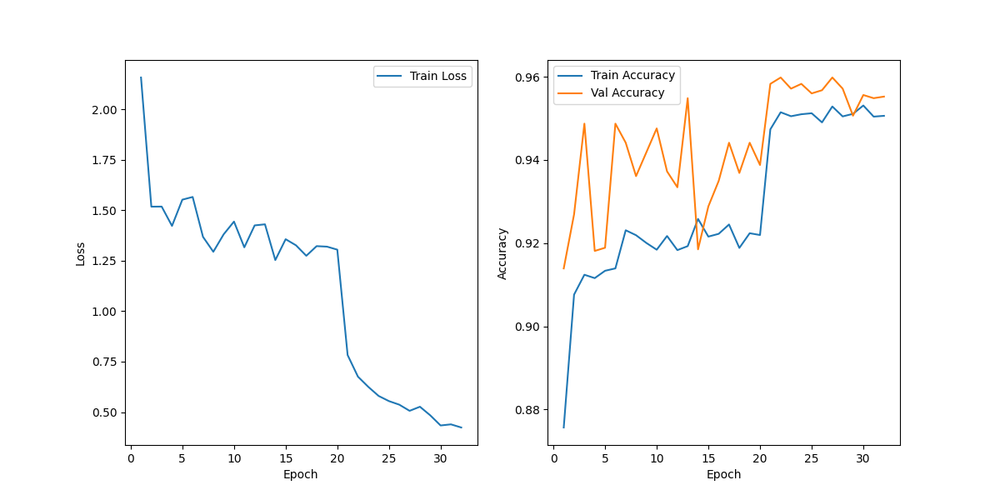 Train Loss
2.00
1.75
1.50
1.25
1.00
0.75
0.50
Loss
0 5 10 15 20 25 30
Epoch
Train Accuracy
Val Accuracy
0.96
0.94
0.92
0.90
0.88
Accuracy
0 5 10 15 20 25 30
Epoch